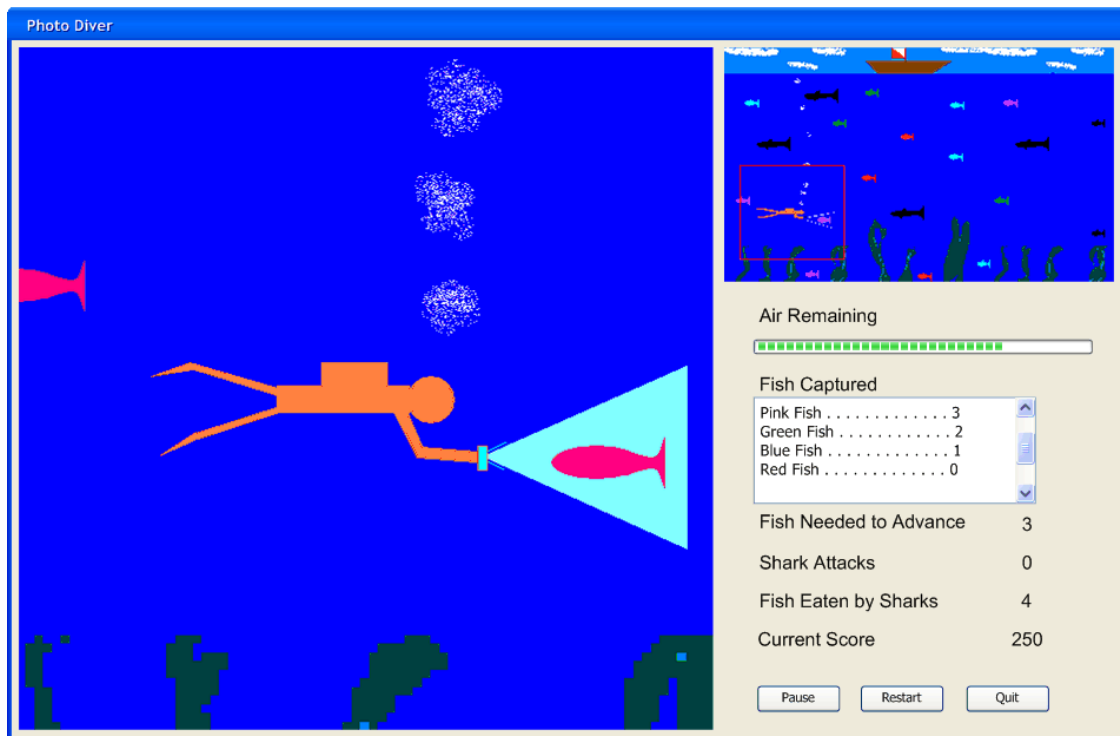 Photo Diver
Air Remaining
Fish Captured
Pink Fish . . . . . . . . . . . . . 3
Green Fish . . . . . . . . . . . . 2
Blue Fish . . . . . . . . . . . . . 1
Red Fish . . . . . . . . . . . . . 0
Fish Needed to Advance 3
Shark Attacks 0
Fish Eaten by Sharks 4
Current Score 250
Pause Restart Quit